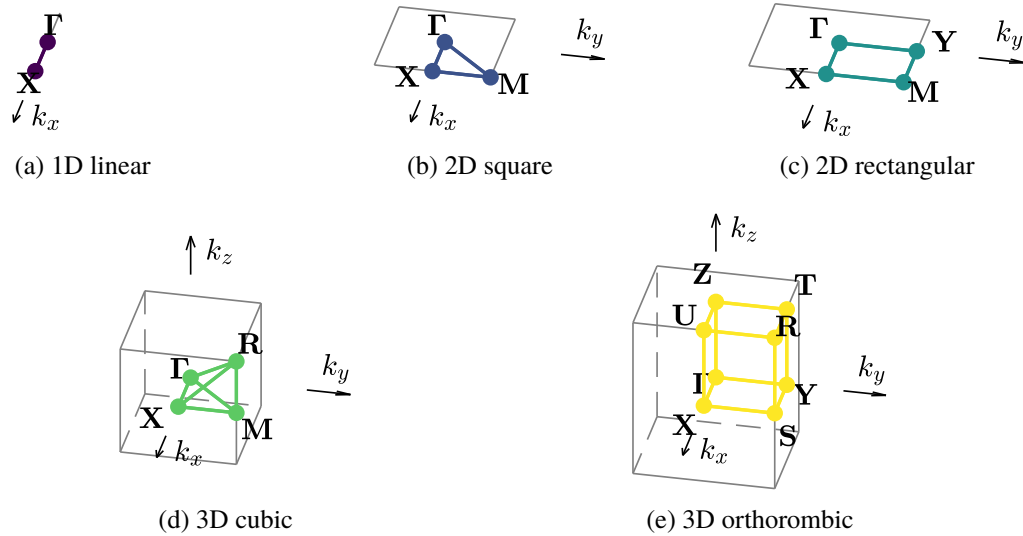 Γ
X
k_x
(a) 1D linear
Γ
X
M
k_y
k_x
(b) 2D square
Γ
Y
X
M
k_y
k_x
(c) 2D rectangular
k_z
R
Γ
k_y
X
M
k_x
(d) 3D cubic
k_z
Z
T
U
R
Γ
k_y
Y
X
S
k_x
(e) 3D orthorombic